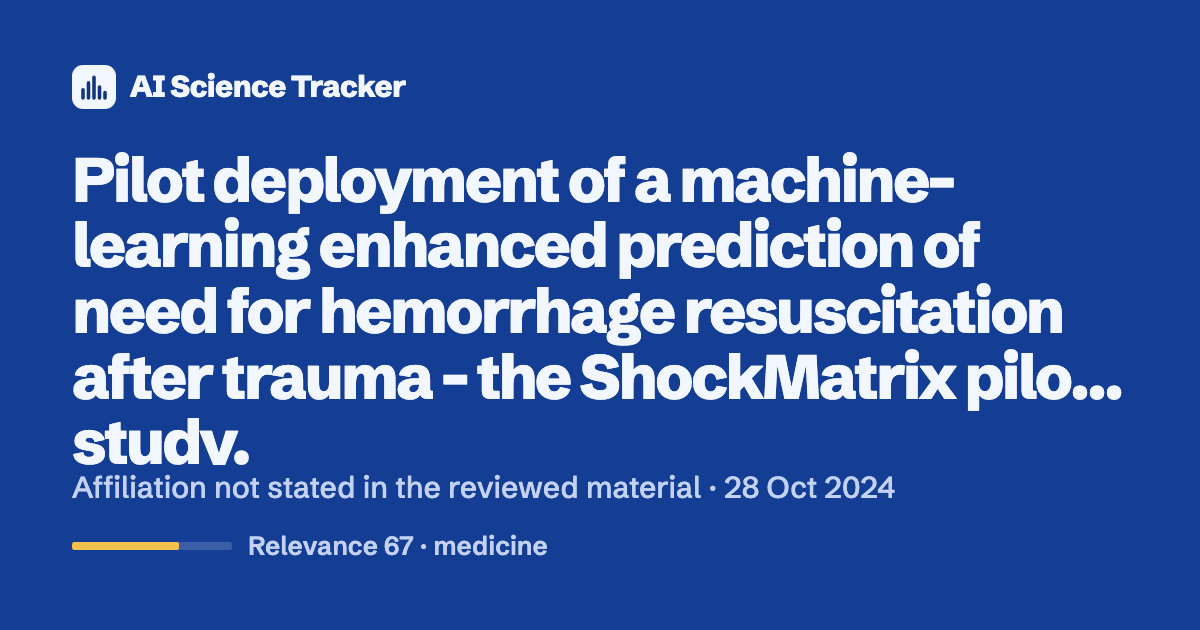 AI Science Tracker
Pilot deployment of a machine-
learning enhanced prediction of
need for hemorrhage resuscitation
after trauma – the ShockMatrix pilo...
study.
Affiliation not stated in the reviewed material · 28 Oct 2024
Relevance 67 · medicine